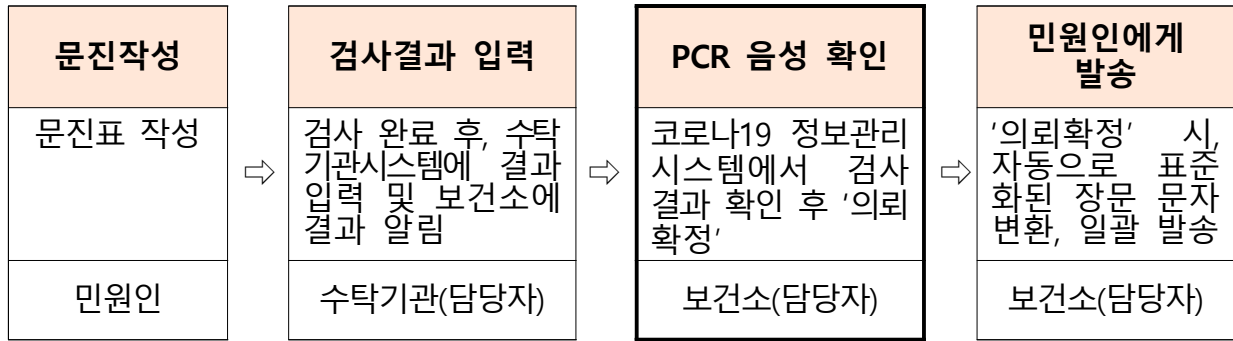 문진작성
문진표 작성
민원인
⇨
검사결과 입력
검사 완료 후, 수탁
기관시스템에 결과
입력 및 보건소에
결과 알림
수탁기관(담당자)
⇨
PCR 음성 확인
코로나19 정보관리
시스템에서 검사
결과 확인 후 '의뢰
확정'
보건소(담당자)
⇨
민원인에게
발송
'의뢰확정' 시,
자동으로 표준
화된 장문 문자
변환, 일괄 발송
보건소(담당자)